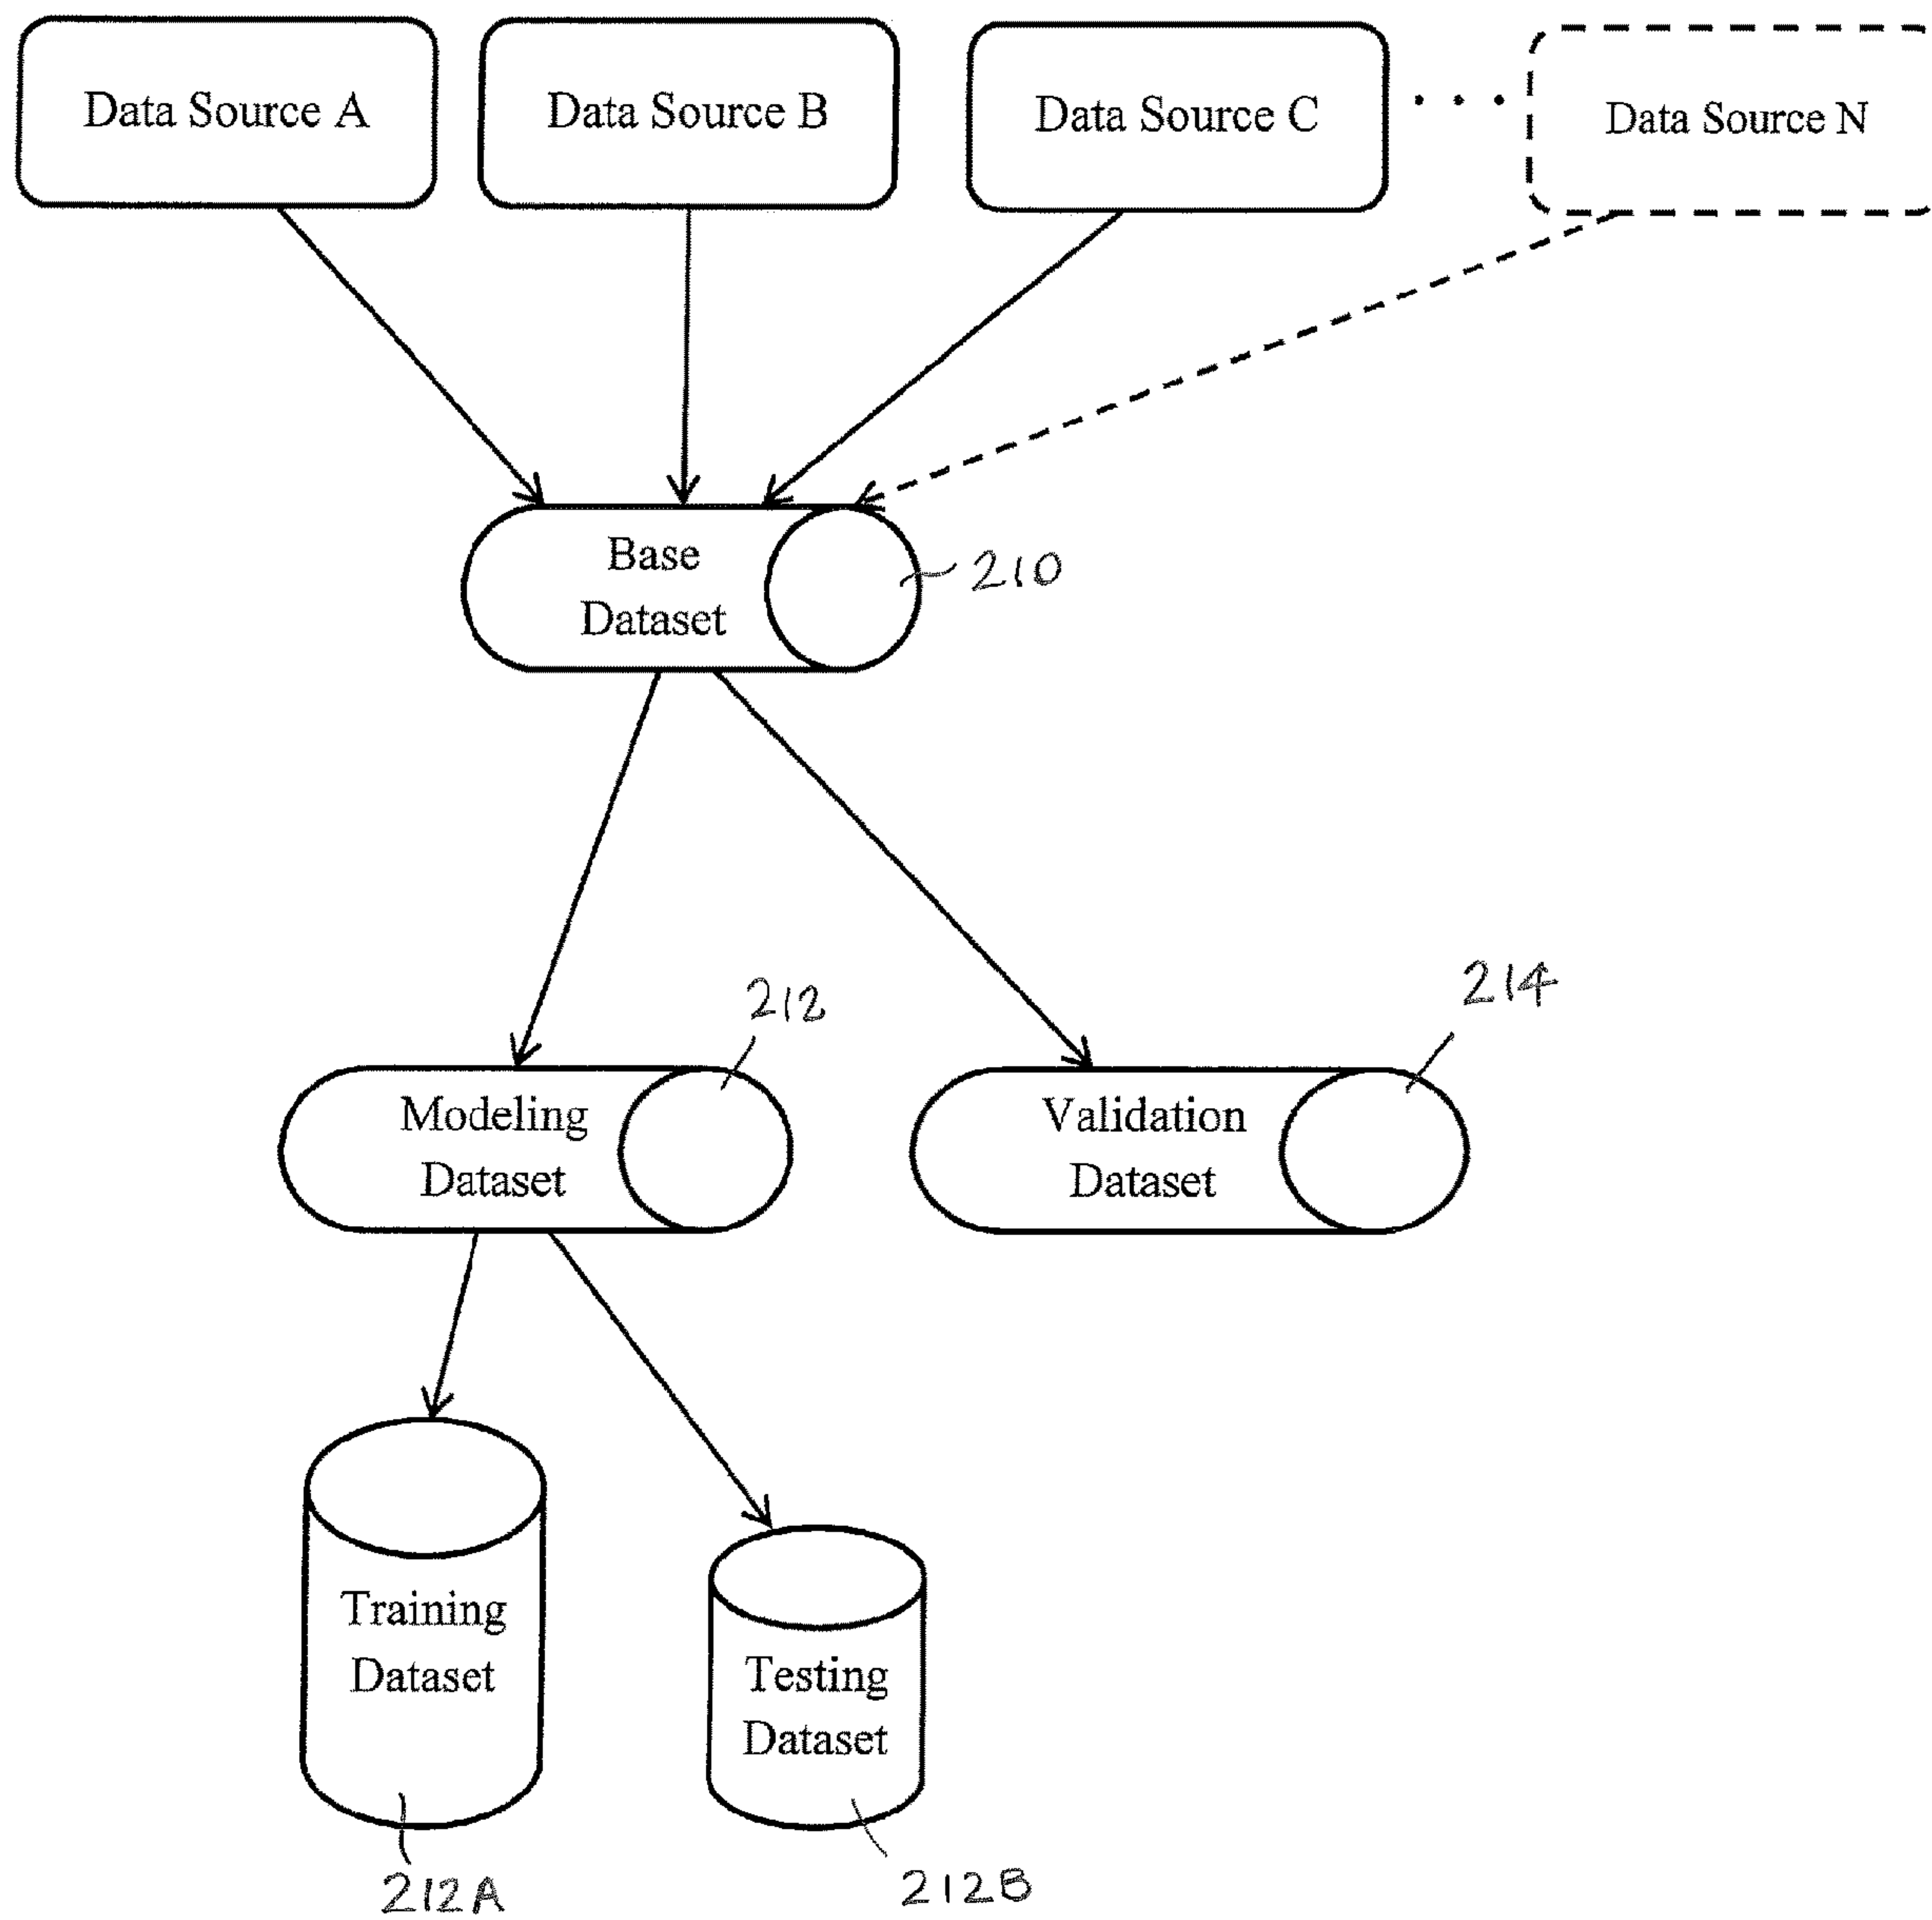 Data Source A
Data Source B
Data Source C
. . .
Data Source N
Base
Dataset
210
212
214
Modeling
Dataset
Validation
Dataset
Training
Dataset
Testing
Dataset
212A
212B